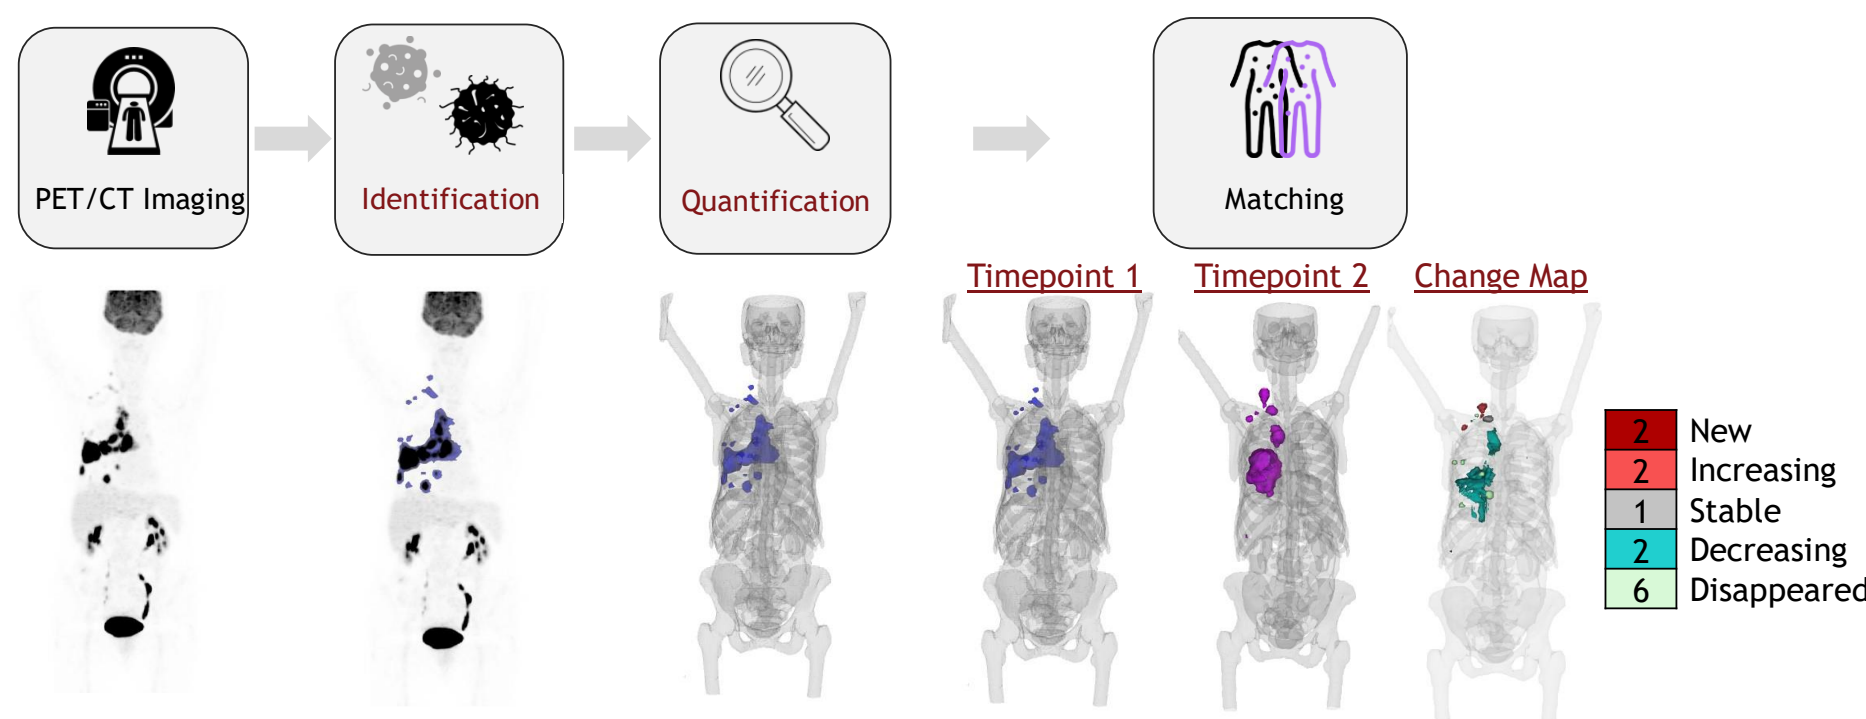 PET/CT Imaging
Identification
Quantification
Matching
Timepoint 1
Timepoint 2
Change Map
2 New
2 Increasing
1 Stable
2 Decreasing
6 Disappeared